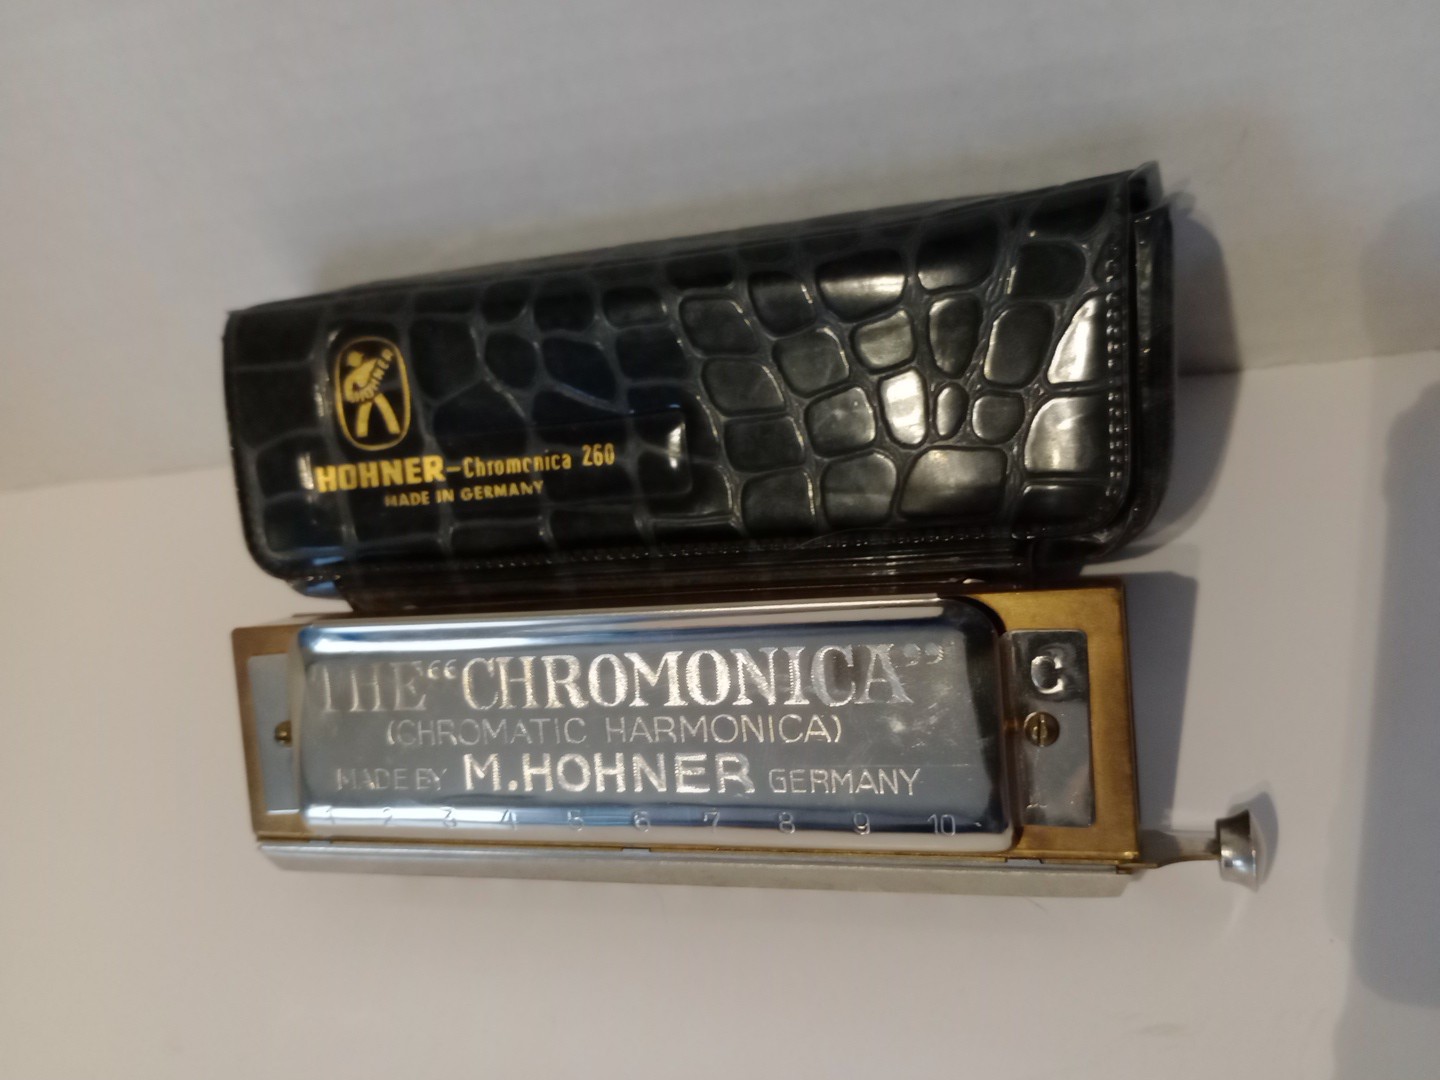 HOHNER
HOHNER-Chromonica 260
MADE IN GERMANY
THE "CHROMONICA"
(CHROMATIC HARMONICA)
MADE BY M.HOHNER GERMANY
1 2 3 4 5 6 7 8 9 10
C